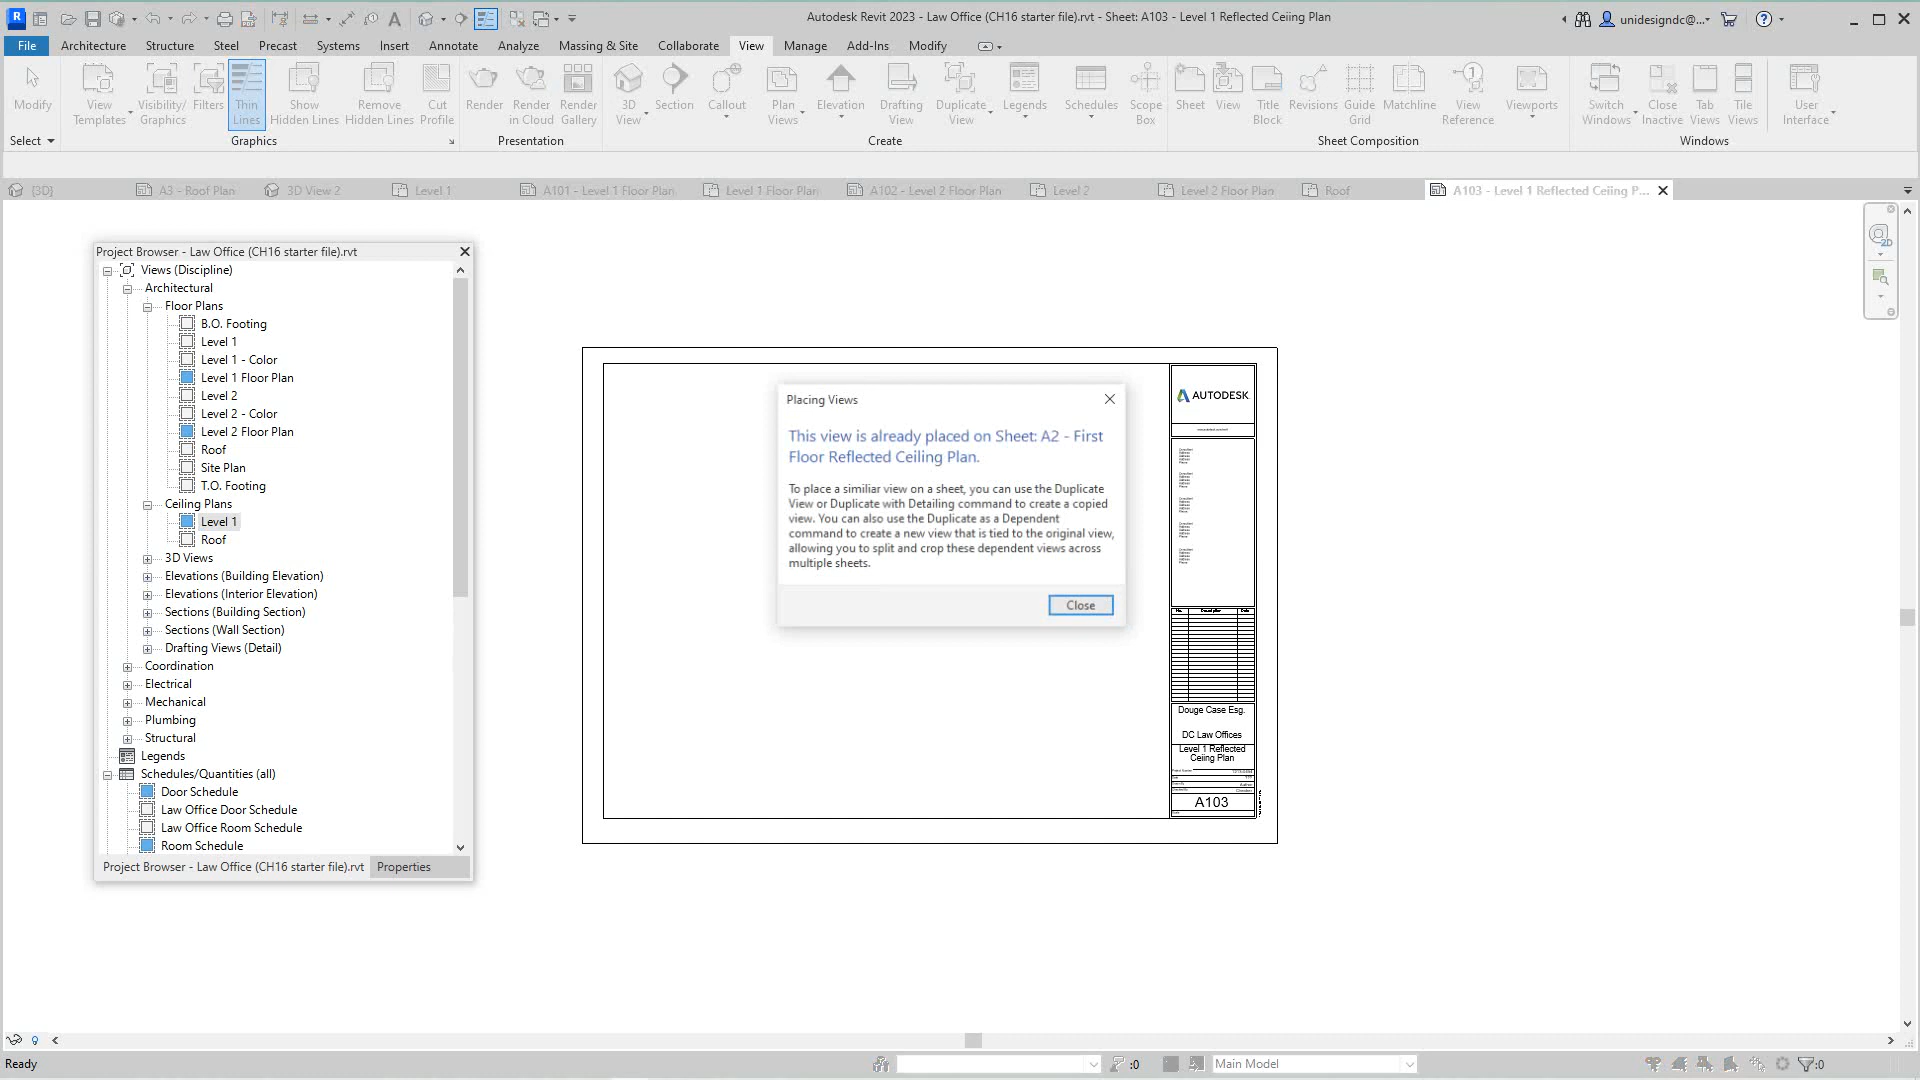 Autodesk Revit 2023 - Law Office (CH16 starter file).rvt - Sheet: A103 - Level 1 Reflected Ceiing Plan
unidesigndc@...
File Architecture Structure Steel Precast Systems Insert Annotate Analyze Massing & Site Collaborate View Manage Add-Ins Modify
Modify
View Templates
Visibility/ Graphics
Filters
Thin Lines
Show Hidden Lines
Remove Hidden Lines
Cut Profile
Render
Render in Cloud
Render Gallery
3D View
Section
Callout
Plan Views
Elevation
Drafting View
Duplicate View
Legends
Schedules
Scope Box
Sheet
View
Title Block
Revisions
Guide Grid
Matchline
View Reference
Viewports
Switch Windows
Close Inactive
Tab Views
Tile Views
User Interface
Select Graphics Presentation Create Sheet Composition Windows
{3D} A3 - Roof Plan 3D View 2 Level 1 A101 - Level 1 Floor Plan Level 1 Floor Plan A102 - Level 2 Floor Plan Level 2 Level 2 Floor Plan Roof A103 - Level 1 Reflected Ceiing P...
2D
Project Browser - Law Office (CH16 starter file).rvt
Views (Discipline)
Architectural
Floor Plans
B.O. Footing
Level 1
Level 1 - Color
Level 1 Floor Plan
Level 2
Level 2 - Color
Level 2 Floor Plan
Roof
Site Plan
T.O. Footing
Ceiling Plans
Level 1
Roof
3D Views
Elevations (Building Elevation)
Elevations (Interior Elevation)
Sections (Building Section)
Sections (Wall Section)
Drafting Views (Detail)
Coordination
Electrical
Mechanical
Plumbing
Structural
Legends
Schedules/Quantities (all)
Door Schedule
Law Office Door Schedule
Law Office Room Schedule
Room Schedule
Project Browser - Law Office (CH16 starter file).rvt Properties
Placing Views
This view is already placed on Sheet: A2 - First
Floor Reflected Ceiling Plan.
To place a similiar view on a sheet, you can use the Duplicate
View or Duplicate with Detailing command to create a copied
view. You can also use the Duplicate as a Dependent
command to create a new view that is tied to the original view,
allowing you to split and crop these dependent views across
multiple sheets.
Close
AUTODESK
No. Description Date
Douge Case Esg.
DC Law Offices
Level 1 Reflected
Ceiing Plan
A103
Ready
:0
Main Model
:0